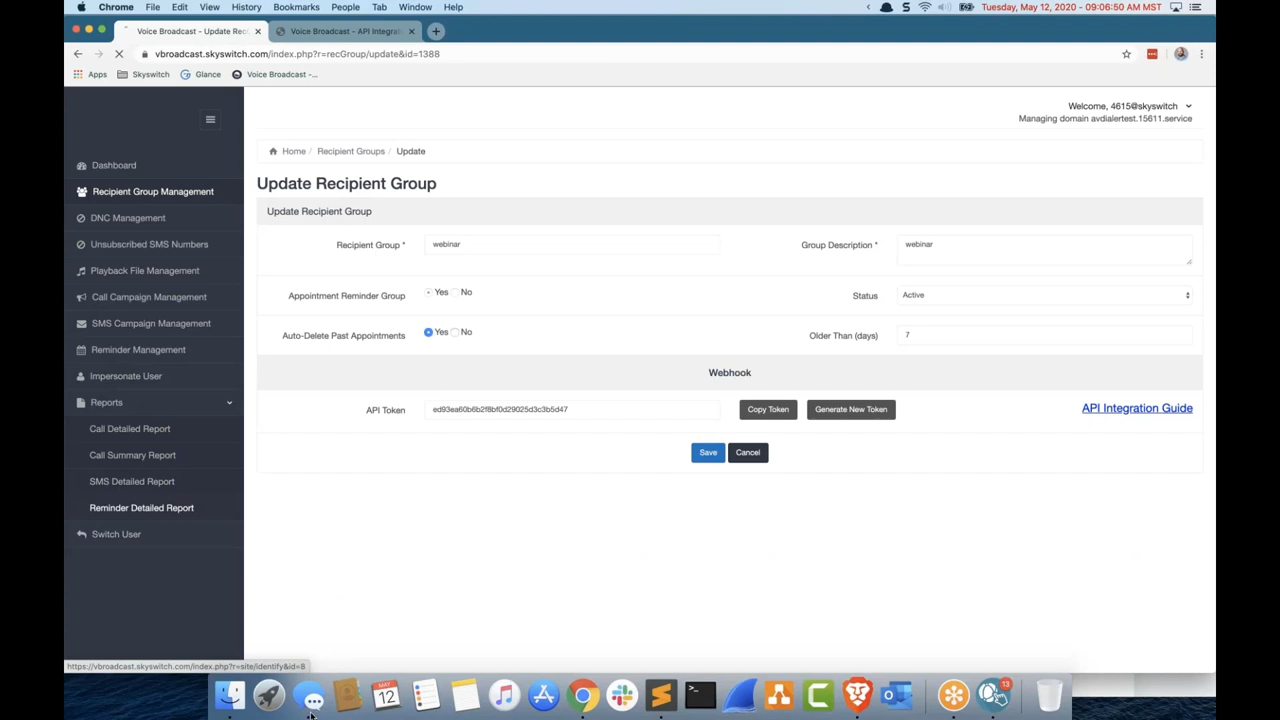 Chrome File Edit View History Bookmarks People Tab Window Help
Tuesday, May 12, 2020 - 09:06:50 AM MST
Voice Broadcast - Update Rec
Voice Broadcast - API Integrat
vbroadcast.skyswitch.com/index.php?r=recGroup/update&id=1388
Apps Skyswitch Glance Voice Broadcast -...
Welcome, 4615@skyswitch
Managing domain avdialertest.15611.service
Home / Recipient Groups / Update
Dashboard
Recipient Group Management
DNC Management
Unsubscribed SMS Numbers
Playback File Management
Call Campaign Management
SMS Campaign Management
Reminder Management
Impersonate User
Reports
Call Detailed Report
Call Summary Report
SMS Detailed Report
Reminder Detailed Report
Switch User
Update Recipient Group
Update Recipient Group
Recipient Group * webinar
Group Description * webinar
Appointment Reminder Group Yes No
Status Active
Auto-Delete Past Appointments Yes No
Older Than (days) 7
Webhook
API Token ed93ea60b6b2f8bf0d29025d3c3b5d47 Copy Token Generate New Token API Integration Guide
Save Cancel
https://vbroadcast.skyswitch.com/index.php?r=site/identify&id=8
MAY
12
13